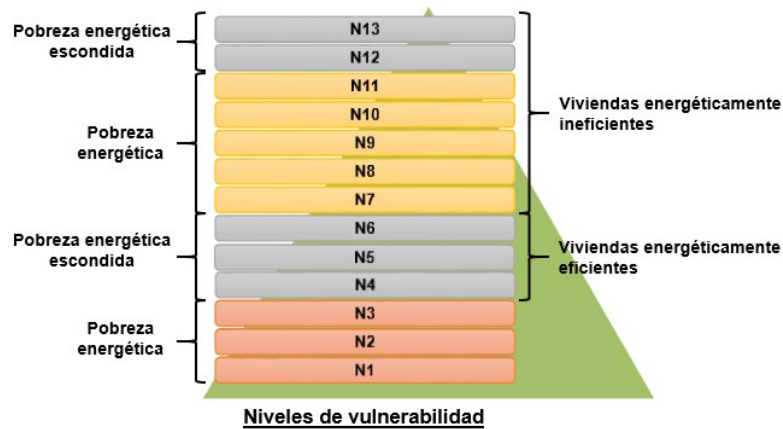 Pobreza energética
escondida
N13
N12
N11
N10
N9
N8
N7
N6
N5
N4
N3
N2
N1
Pobreza
energética
Pobreza energética
escondida
Pobreza
energética
Viviendas energéticamente
ineficientes
Viviendas energéticamente
eficientes
Niveles de vulnerabilidad